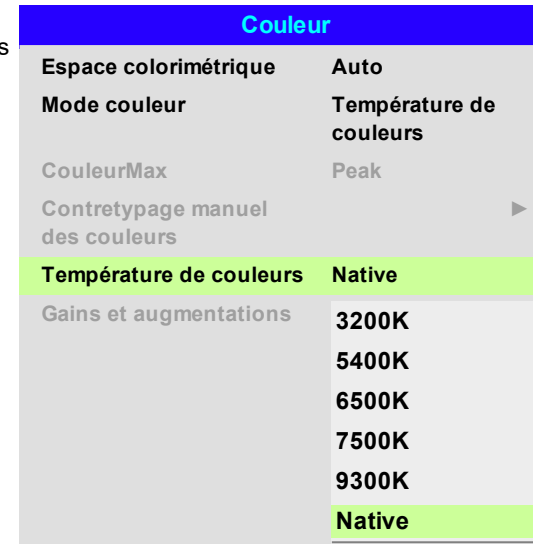 Couleur
s
Espace colorimétrique Auto
Mode couleur Température de
couleurs
CouleurMax Peak
Contretypage manuel ►
des couleurs
Température de couleurs Native
Gains et augmentations
3200K
5400K
6500K
7500K
9300K
Native